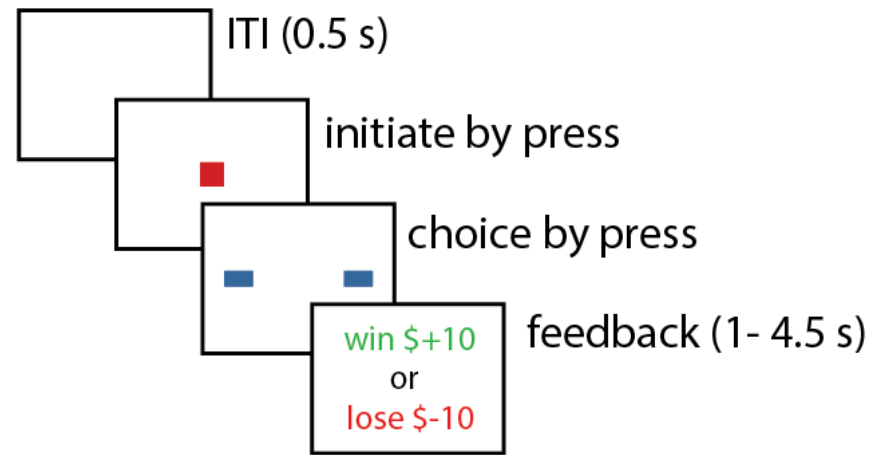 ITI (0.5 s)
initiate by press
choice by press
feedback (1- 4.5 s)
win $+10
or
lose $-10